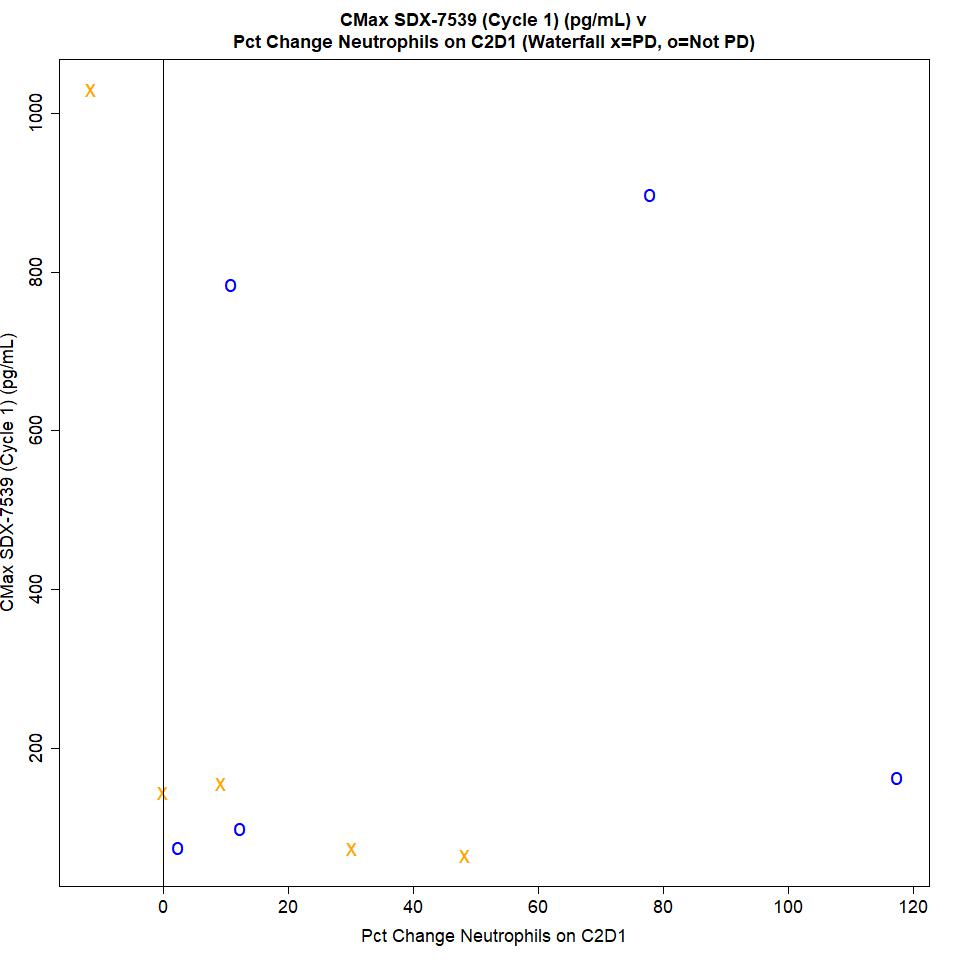 CMax SDX-7539 (Cycle 1) (pg/mL) v
Pct Change Neutrophils on C2D1 (Waterfall x=PD, o=Not PD)
CMax SDX-7539 (Cycle 1) (pg/mL)
1000
800
600
400
200
X
O
O
X
X
O
O
O
X
X
0
20
40
60
80
100
120
Pct Change Neutrophils on C2D1